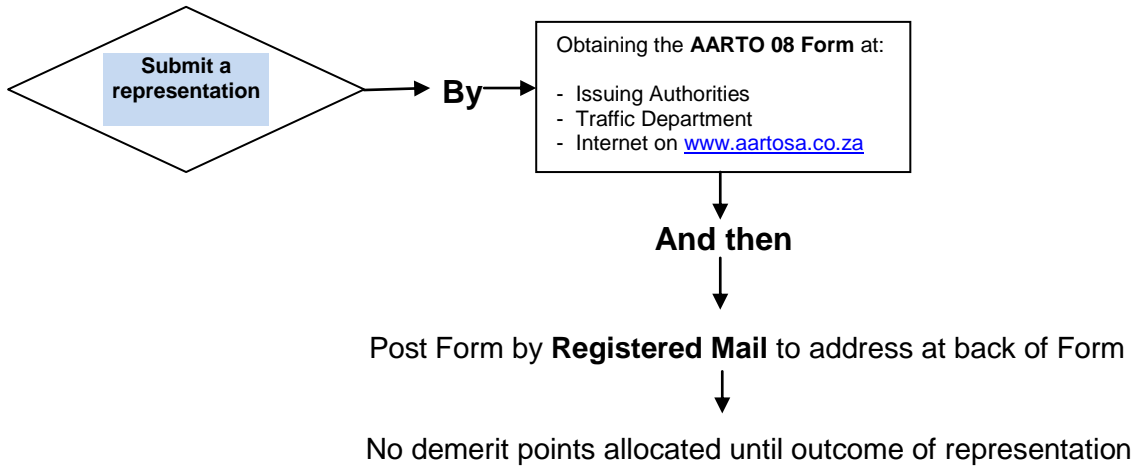 Submit a
representation
By
Obtaining the AARTO 08 Form at:
- Issuing Authorities
- Traffic Department
- Internet on www.aartosa.co.za
And then
Post Form by Registered Mail to address at back of Form
No demerit points allocated until outcome of representation